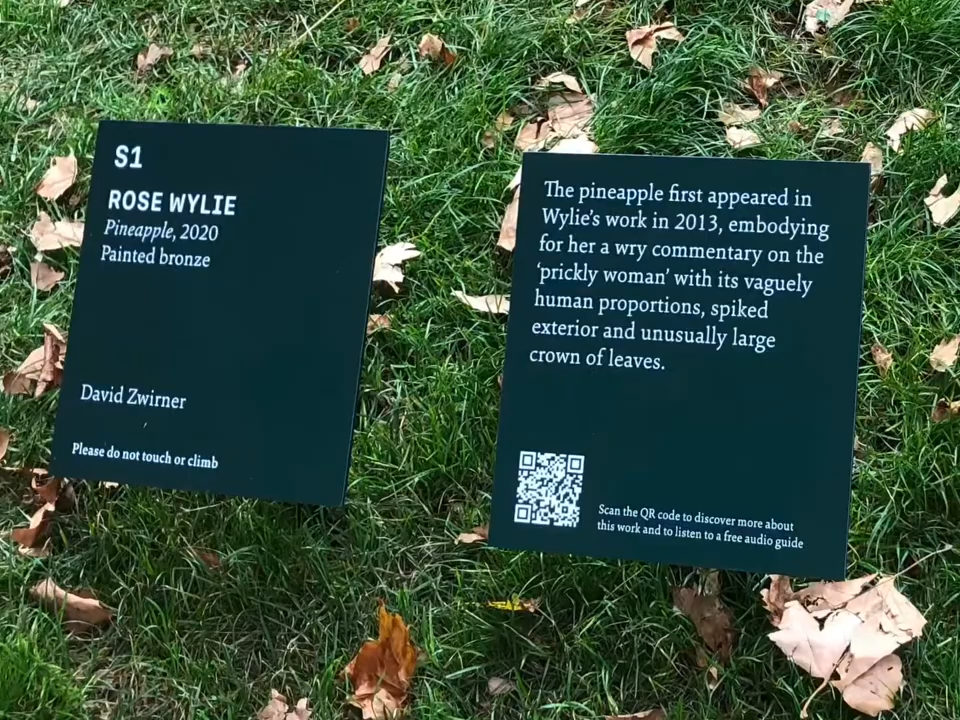 S1
ROSE WYLIE
Pineapple, 2020
Painted bronze
David Zwirner
Please do not touch or climb
The pineapple first appeared in
Wylie's work in 2013, embodying
for her a wry commentary on the
'prickly woman' with its vaguely
human proportions, spiked
exterior and unusually large
crown of leaves.
Scan the QR code to discover more about
this work and to listen to a free audio guide